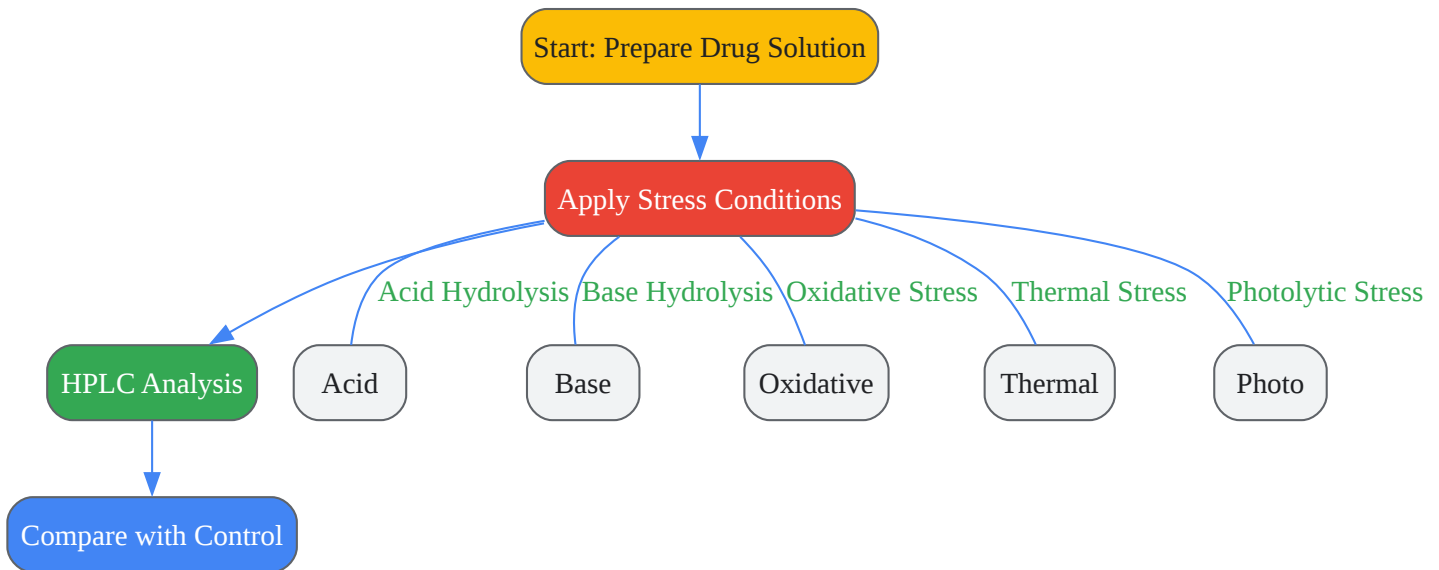 Start: Prepare Drug Solution
Apply Stress Conditions
Acid Hydrolysis
Base Hydrolysis
Oxidative Stress
Thermal Stress
Photolytic Stress
HPLC Analysis
Acid
Base
Oxidative
Thermal
Photo
Compare with Control